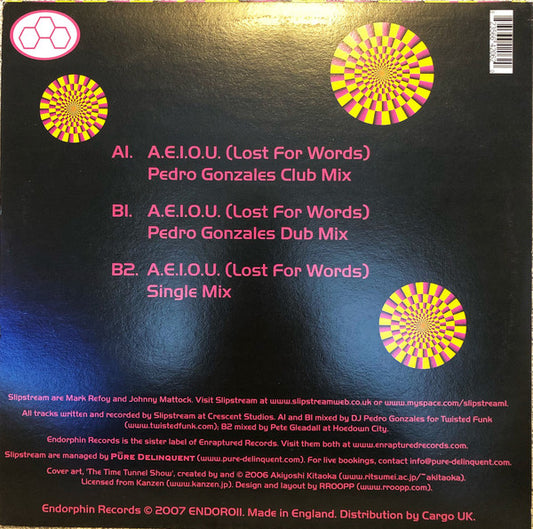 A1. A.E.I.O.U. (Lost For Words)
Pedro Gonzales Club Mix
B1. A.E.I.O.U. (Lost For Words)
Pedro Gonzales Dub Mix
B2. A.E.I.O.U. (Lost For Words)
Single Mix
Slipstream are Mark Refoy and Johnny Mattock. Visit Slipstream at www.slipstreamweb.co.uk or www.myspace.com/slipstream1.
All tracks written and recorded by Slipstream at Crescent Studios. A1 and B1 mixed by DJ Pedro Gonzales for Twisted Funk
(www.twistedfunk.com); B2 mixed by Pete Gleadall at Hoedown City.
Endorphin Records is the sister label of Enraptured Records. Visit them both at www.enrapturedrecords.com.
Slipstream are managed by PÜRE DELINQUENT (www.pure-delinquent.com). For live bookings, contact info@pure-delinquent.com.
Cover art, 'The Time Tunnel Show', created by and © 2006 Akiyoshi Kitaoka (www.ritsumei.ac.jp/~akitaoka).
Licensed from Kanzen (www.kanzen.jp). Design and layout by RROOPP (www.rroopp.com).
Endorphin Records © 2007 ENDOR011. Made in England. Distribution by Cargo UK.